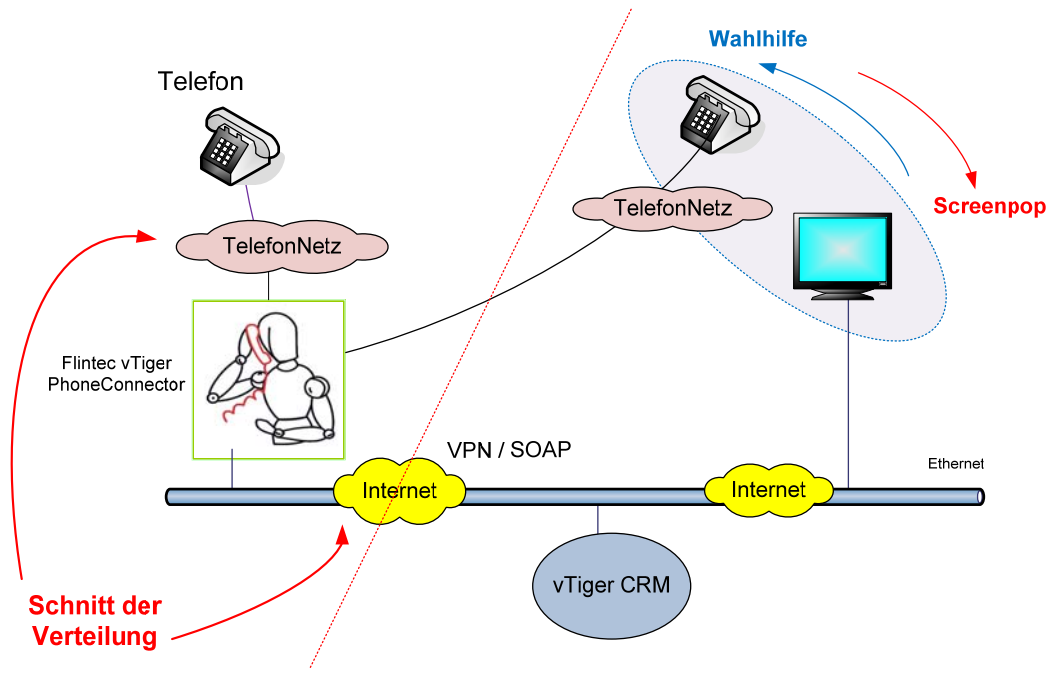 Wahlhilfe
Telefon
Screenpop
TelefonNetz
TelefonNetz
Flintec vTiger
PhoneConnector
VPN / SOAP
Ethernet
Internet
Internet
vTiger CRM
Schnitt der
Verteilung